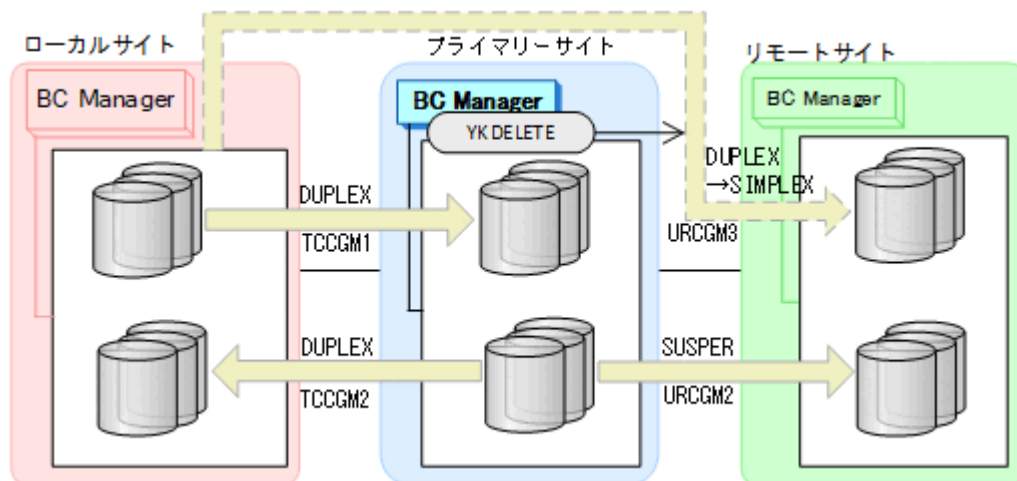 ローカルサイト
プライマリーサイト
リモートサイト
BC Manager
BC Manager
BC Manager
YKDELETE
DUPLEX
→SIMPLEX
DUPLEX
TCCGM1
URCGM3
DUPLEX
TCCGM2
SUSPER
URCGM2